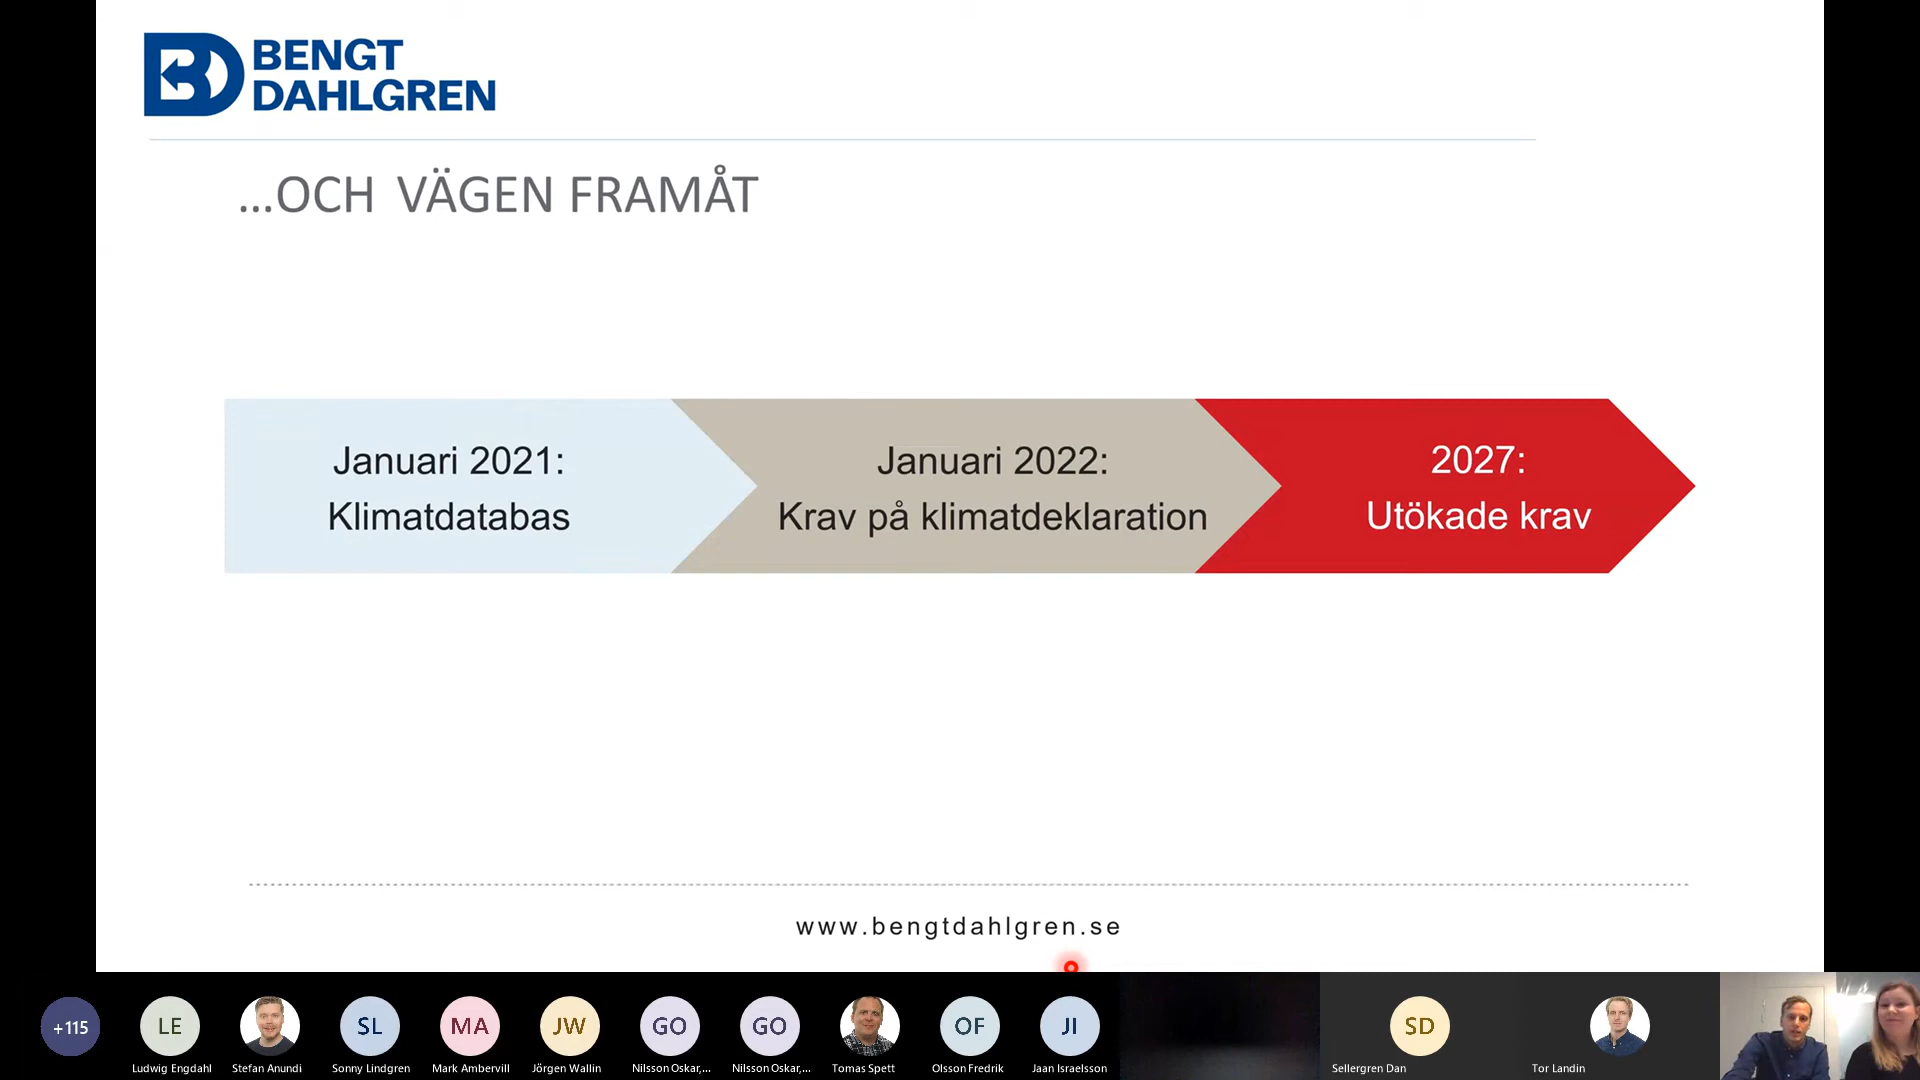 BENGT
DAHLGREN
...OCH VÄGEN FRAMÅT
Januari 2021:
Klimatdatabas
Januari 2022:
Krav på klimatdeklaration
2027:
Utökade krav
www.bengtdahlgren.se
+115
LE
SL
MA
JW
GO
GO
OF
JI
SD
Ludwig Engdahl
Stefan Anundi
Sonny Lindgren
Mark Ambervill
Jörgen Wallin
Nilsson Oskar,...
Nilsson Oskar,...
Tomas Spett
Olsson Fredrik
Jaan Israelsson
Sellergren Dan
Tor Landin